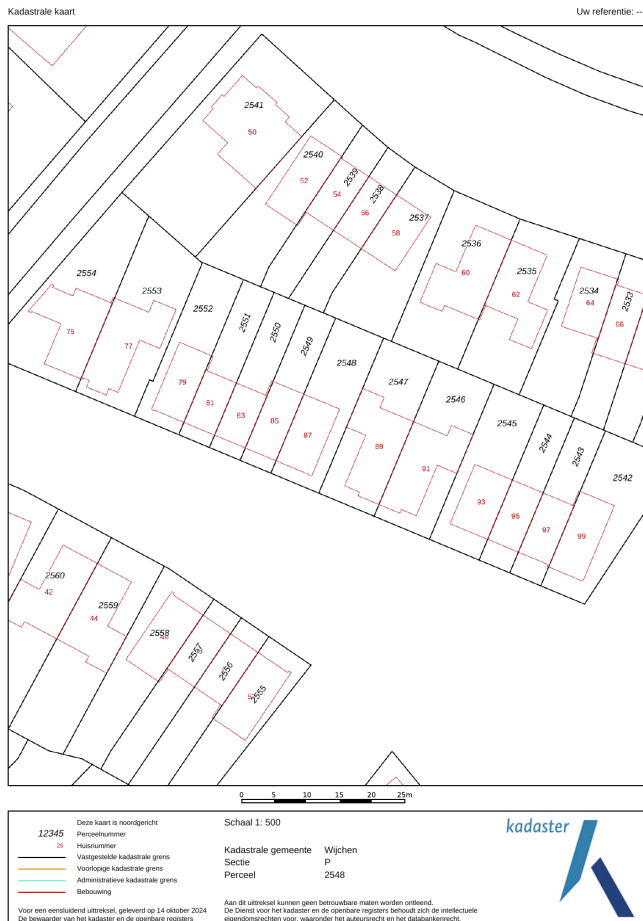 Kadastrale kaart
Uw referentie: --
2541
50
2540
52
2539
54
2538
56
2537
58
2536
60
2535
62
2534
64
2533
66
2554
75
2553
77
2552
79
2551
81
2550
83
2549
85
2548
87
2547
89
2546
91
2545
93
2544
95
2543
97
2542
99
2560
42
2559
44
2558
2557
2556
2555
0 5 10 15 20 25m
Deze kaart is noordgericht
12345 Perceelnummer
25 Huisnummer
Vastgestelde kadastrale grens
Voorlopige kadastrale grens
Administratieve kadastrale grens
Bebouwing
Voor een eensluidend uittreksel, geleverd op 14 oktober 2024
De bewaarder van het kadaster en de openbare registers
Schaal 1: 500
Kadastrale gemeente Wijchen
Sectie P
Perceel 2548
Aan dit uittreksel kunnen geen betrouwbare maten worden ontleend.
De Dienst voor het kadaster en de openbare registers behoudt zich de intellectuele
eigendomsrechten voor, waaronder het auteursrecht en het databankenrecht.
kadaster